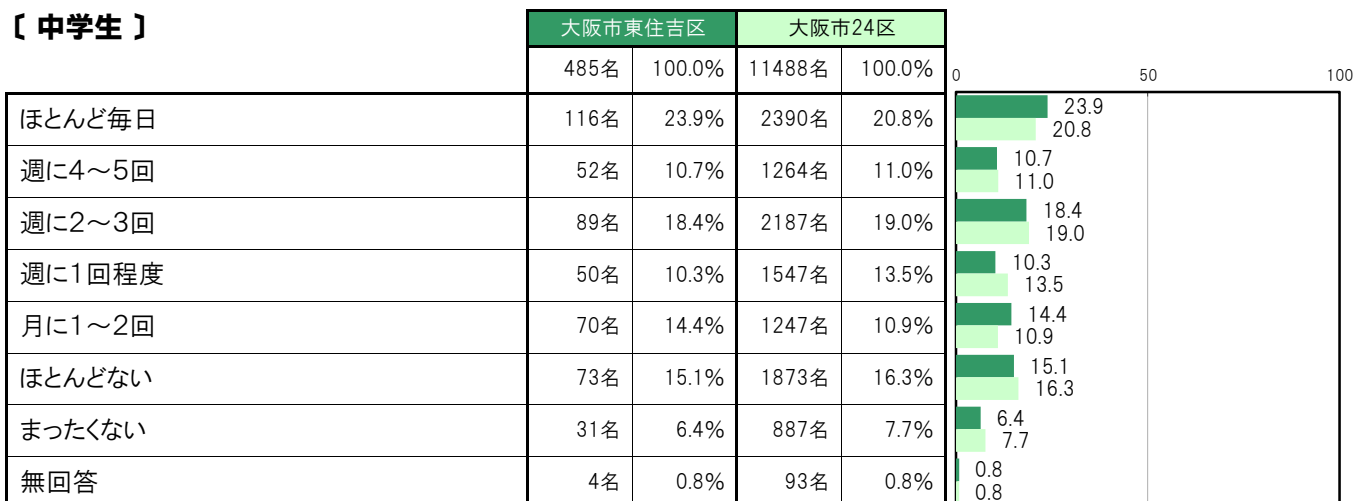 〔 中学生 〕
大阪市東住吉区 大阪市24区
485名 100.0% 11488名 100.0%
0 50 100
ほとんど毎日 116名 23.9% 2390名 20.8% 23.9
20.8
週に4～5回 52名 10.7% 1264名 11.0% 10.7
11.0
週に2～3回 89名 18.4% 2187名 19.0% 18.4
19.0
週に1回程度 50名 10.3% 1547名 13.5% 10.3
13.5
月に1～2回 70名 14.4% 1247名 10.9% 14.4
10.9
ほとんどない 73名 15.1% 1873名 16.3% 15.1
16.3
まったくない 31名 6.4% 887名 7.7% 6.4
7.7
無回答 4名 0.8% 93名 0.8% 0.8
0.8